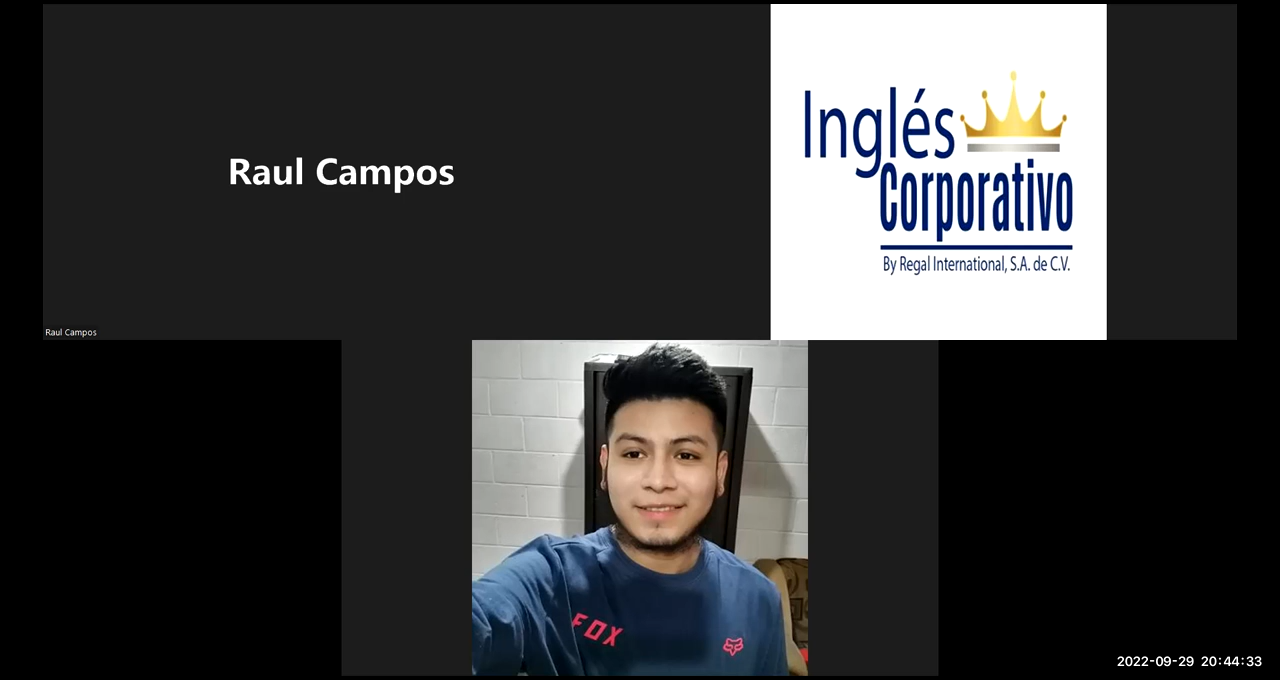 Raul Campos
Raul Campos
Inglés
Corporativo
By Regal International, S.A. de C.V.
FOX
2022-09-29 20:44:33